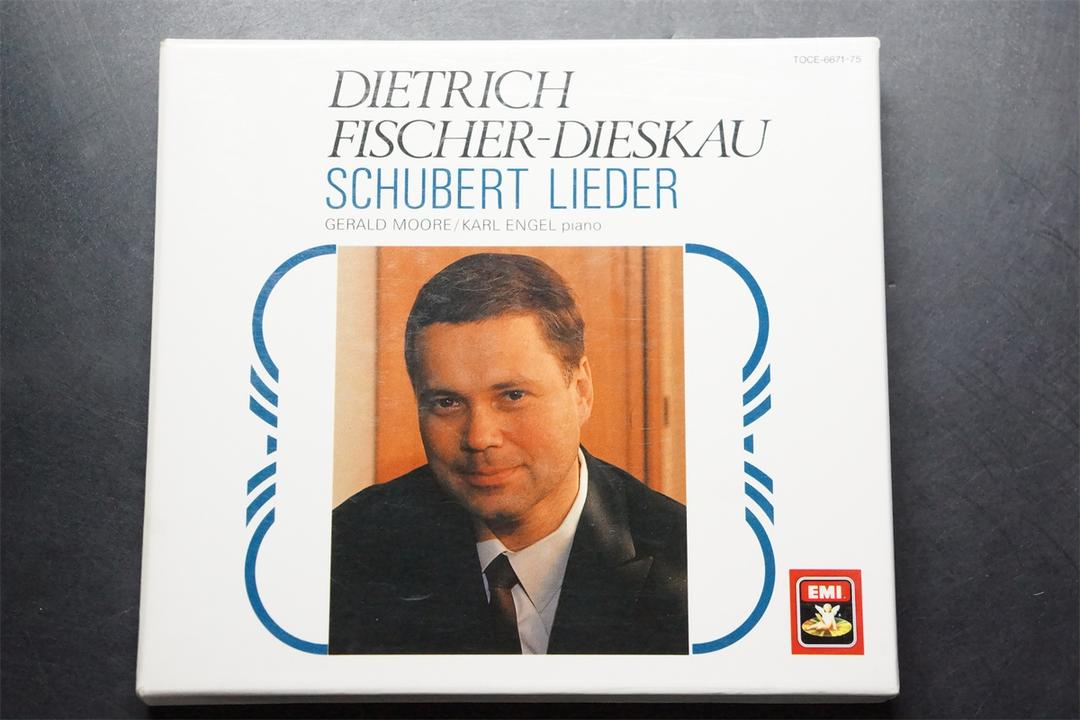 TOCE-6671-75
DIETRICH
FISCHER-DIESKAU
SCHUBERT LIEDER
GERALD MOORE/KARL ENGEL piano
EMI